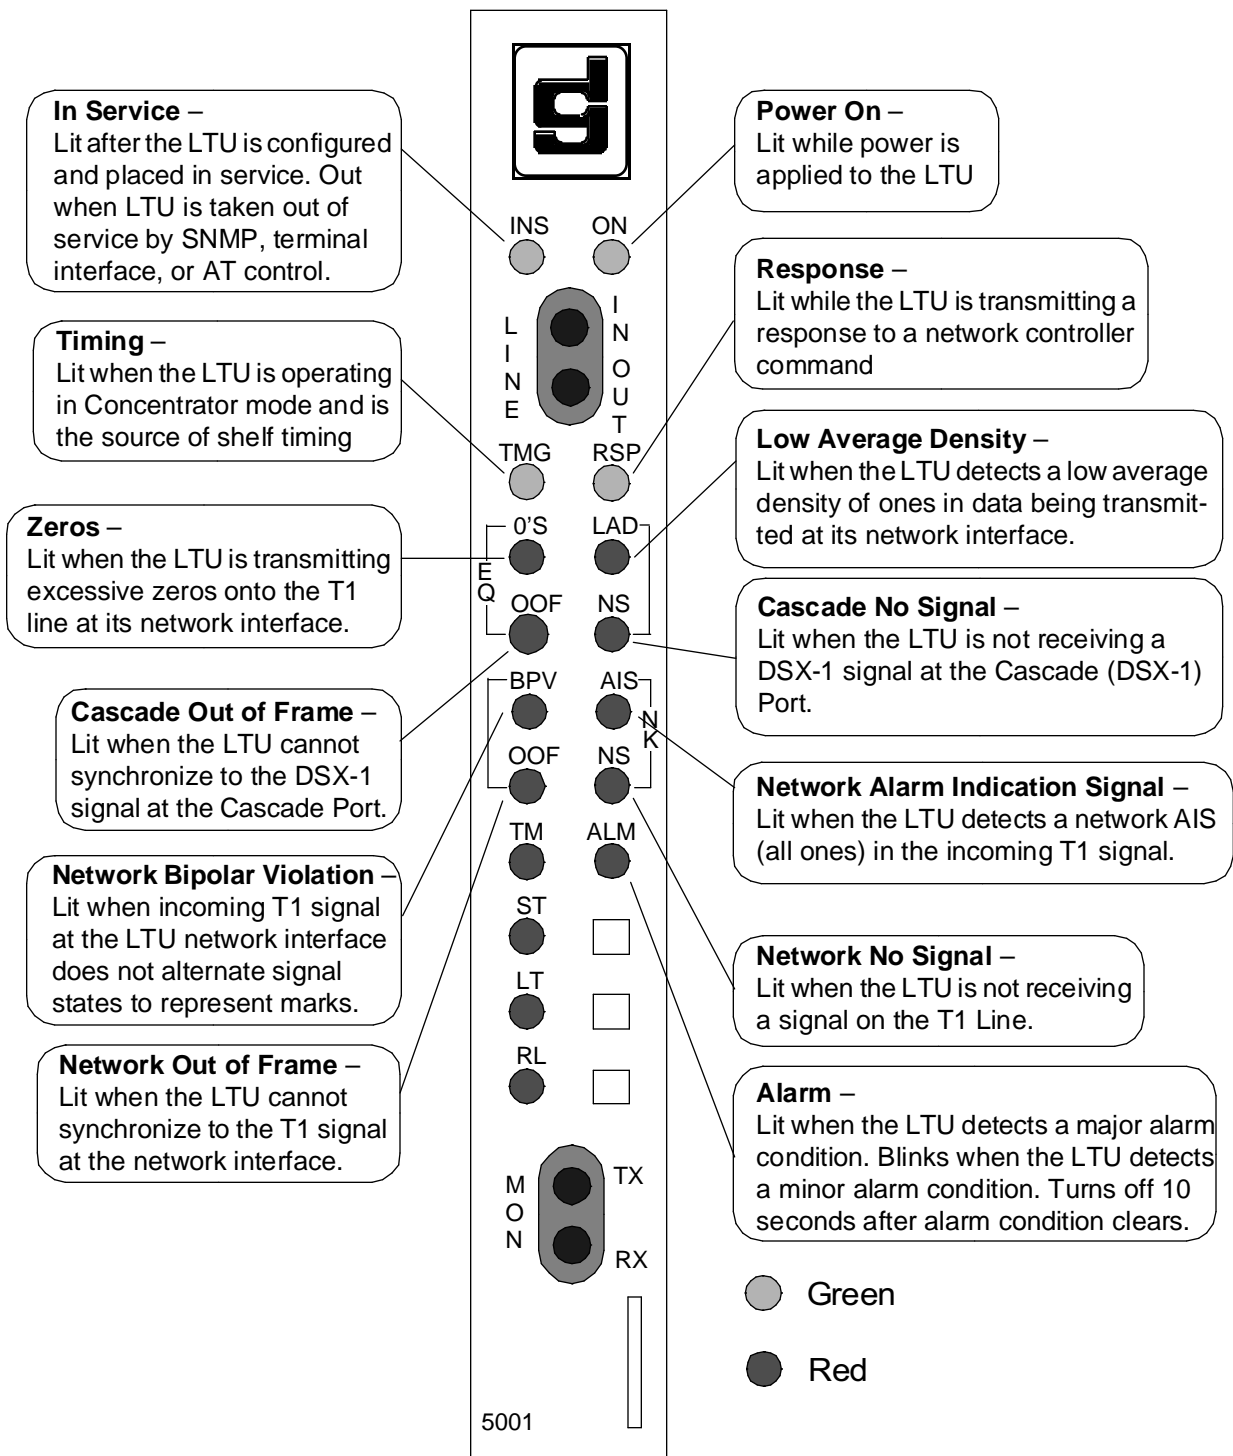 In Service –
Lit after the LTU is configured
and placed in service. Out
when LTU is taken out of
service by SNMP, terminal
interface, or AT control.
Timing –
Lit when the LTU is operating
in Concentrator mode and is
the source of shelf timing
Zeros –
Lit when the LTU is transmitting
excessive zeros onto the T1
line at its network interface.
Cascade Out of Frame –
Lit when the LTU cannot
synchronize to the DSX-1
signal at the Cascade Port.
Network Bipolar Violation –
Lit when incoming T1 signal
at the LTU network interface
does not alternate signal
states to represent marks.
Network Out of Frame –
Lit when the LTU cannot
synchronize to the T1 signal
at the network interface.
INS ON
LINE
IN OUT
TMG RSP
0'S LAD
EQ
OOF NS
BPV AIS
NK
OOF NS
TM ALM
ST
LT
RL
MON
TX
RX
5001
Power On –
Lit while power is
applied to the LTU
Response –
Lit while the LTU is transmitting a
response to a network controller
command
Low Average Density –
Lit when the LTU detects a low average
density of ones in data being transmit-
ted at its network interface.
Cascade No Signal –
Lit when the LTU is not receiving a
DSX-1 signal at the Cascade (DSX-1)
Port.
Network Alarm Indication Signal –
Lit when the LTU detects a network AIS
(all ones) in the incoming T1 signal.
Network No Signal –
Lit when the LTU is not receiving
a signal on the T1 Line.
Alarm –
Lit when the LTU detects a major alarm
condition. Blinks when the LTU detects
a minor alarm condition. Turns off 10
seconds after alarm condition clears.
Green
Red